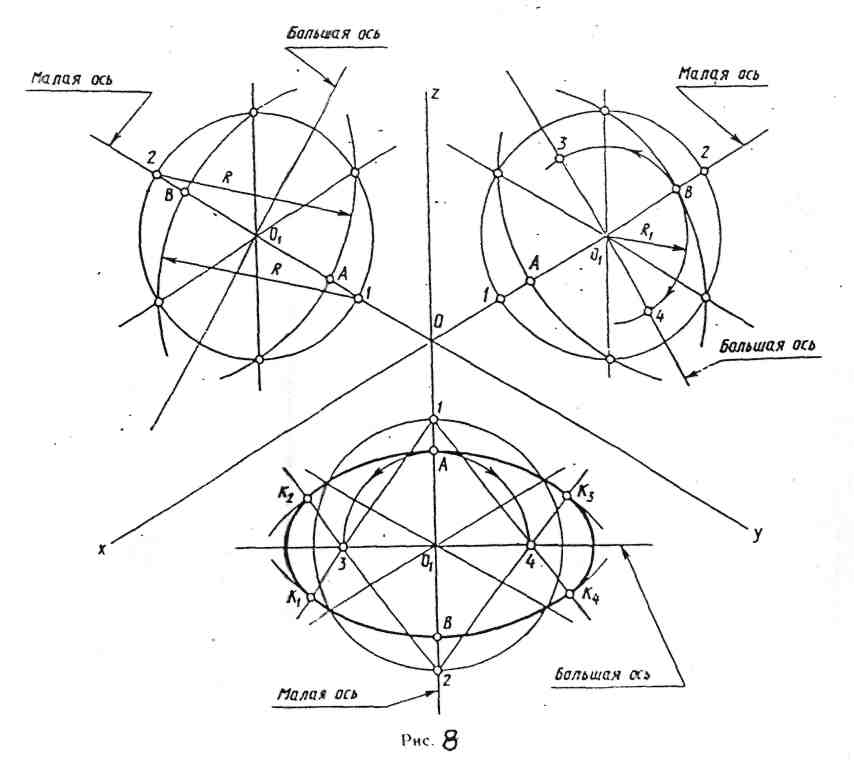 Большая ось
Малая ось
z
Малая ось
2
B
R
O₁
R
A
1
3
2
B
R₁
O₁
A
1
4
O
Большая ось
1
A
K₂
K₃
x
y
3
O₁
4
K₁
K₄
B
2
Большая ось
Малая ось
Рис. 8